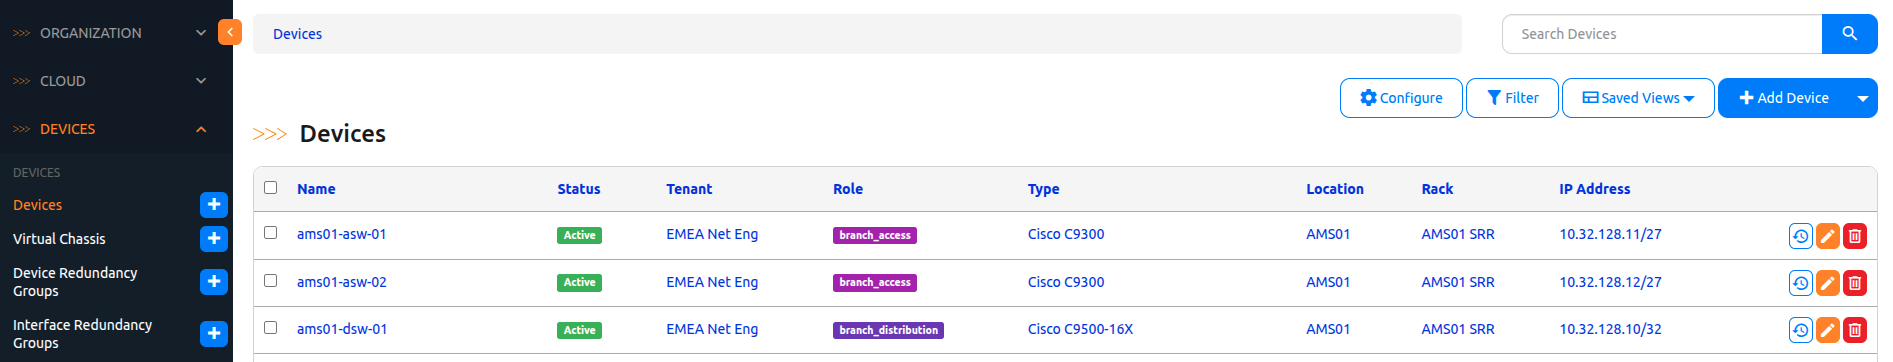 >>> ORGANIZATION
>>> CLOUD
>>> DEVICES
DEVICES
Devices
Virtual Chassis
Device Redundancy
Groups
Interface Redundancy
Groups
Devices
Search Devices
Configure Filter Saved Views Add Device
>>> Devices
Name Status Tenant Role Type Location Rack IP Address
ams01-asw-01 Active EMEA Net Eng branch_access Cisco C9300 AMS01 AMS01 SRR 10.32.128.11/27
ams01-asw-02 Active EMEA Net Eng branch_access Cisco C9300 AMS01 AMS01 SRR 10.32.128.12/27
ams01-dsw-01 Active EMEA Net Eng branch_distribution Cisco C9500-16X AMS01 AMS01 SRR 10.32.128.10/32